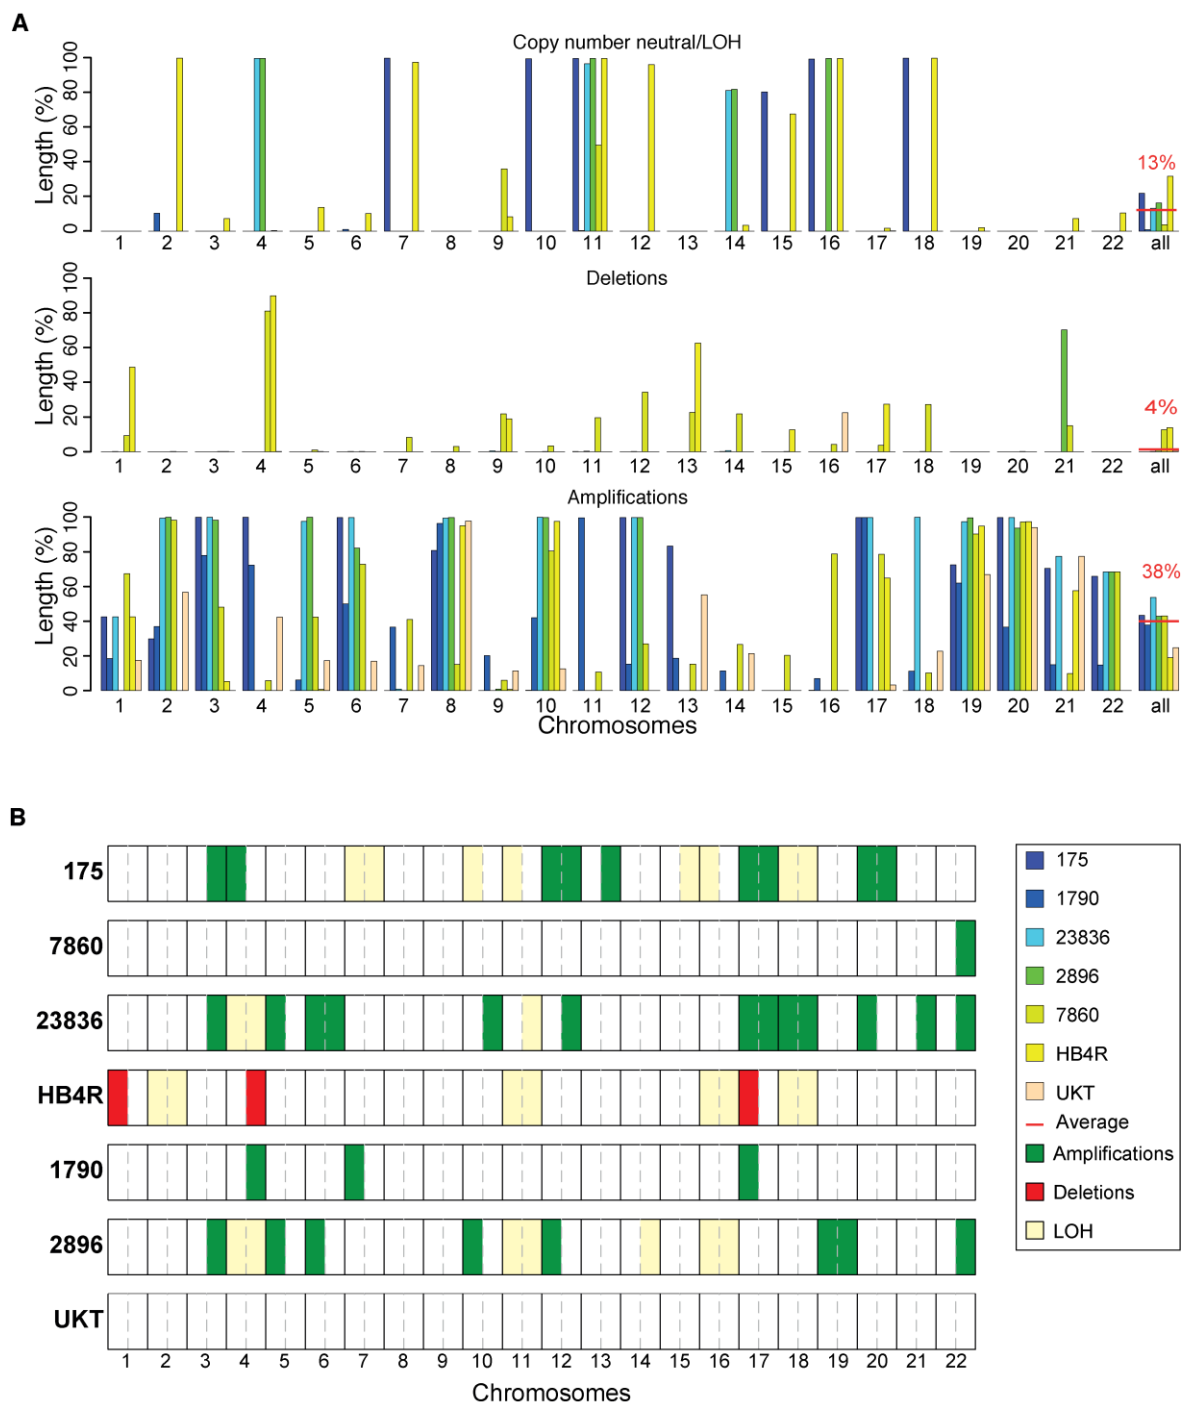 A
Copy number neutral/LOH
Length (%)
100
80
60
40
20
0
13%
1 2 3 4 5 6 7 8 9 10 11 12 13 14 15 16 17 18 19 20 21 22 all
Deletions
Length (%)
100
80
60
40
20
0
4%
1 2 3 4 5 6 7 8 9 10 11 12 13 14 15 16 17 18 19 20 21 22 all
Amplifications
Length (%)
100
80
60
40
20
0
38%
1 2 3 4 5 6 7 8 9 10 11 12 13 14 15 16 17 18 19 20 21 22 all
Chromosomes
B
175
7860
23836
HB4R
1790
2896
UKT
1 2 3 4 5 6 7 8 9 10 11 12 13 14 15 16 17 18 19 20 21 22
Chromosomes
175
1790
23836
2896
7860
HB4R
UKT
Average
Amplifications
Deletions
LOH